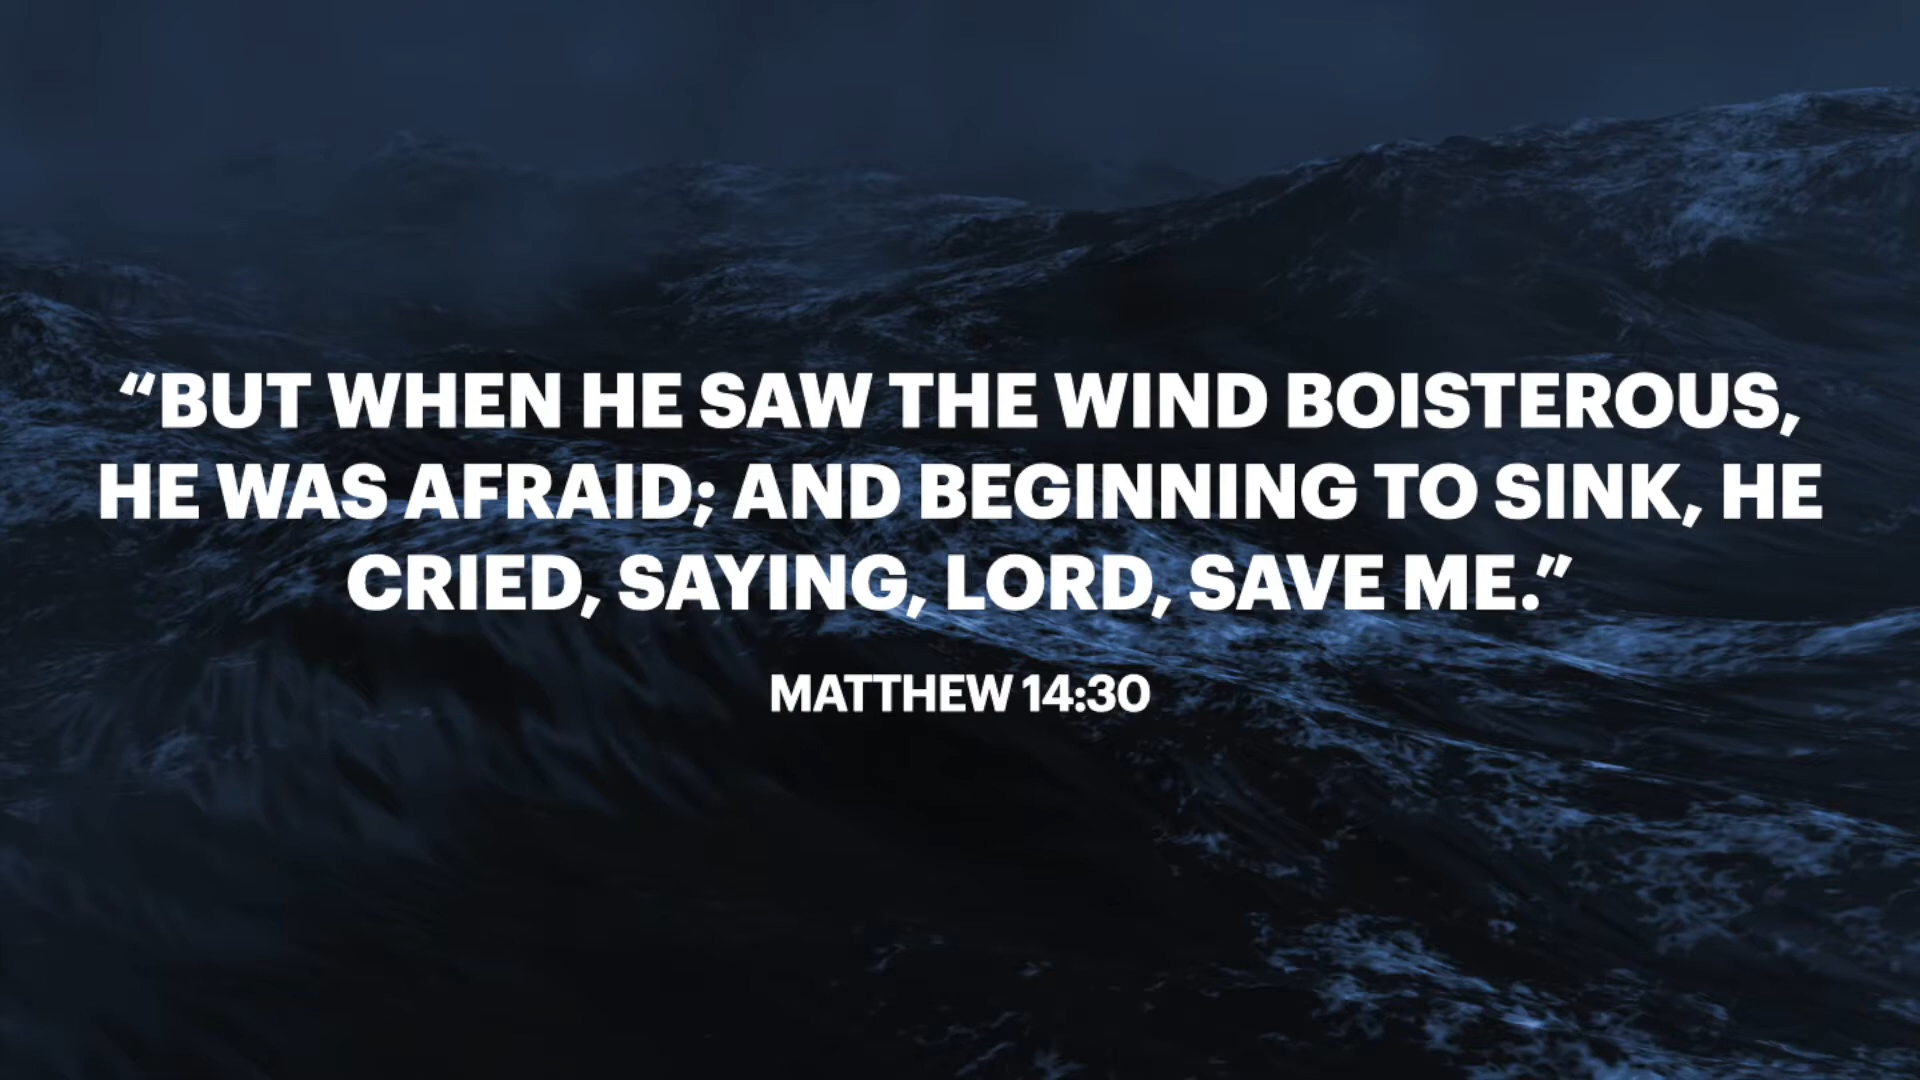 “BUT WHEN HE SAW THE WIND BOISTEROUS,
HE WAS AFRAID; AND BEGINNING TO SINK, HE
CRIED, SAYING, LORD, SAVE ME.”
MATTHEW 14:30